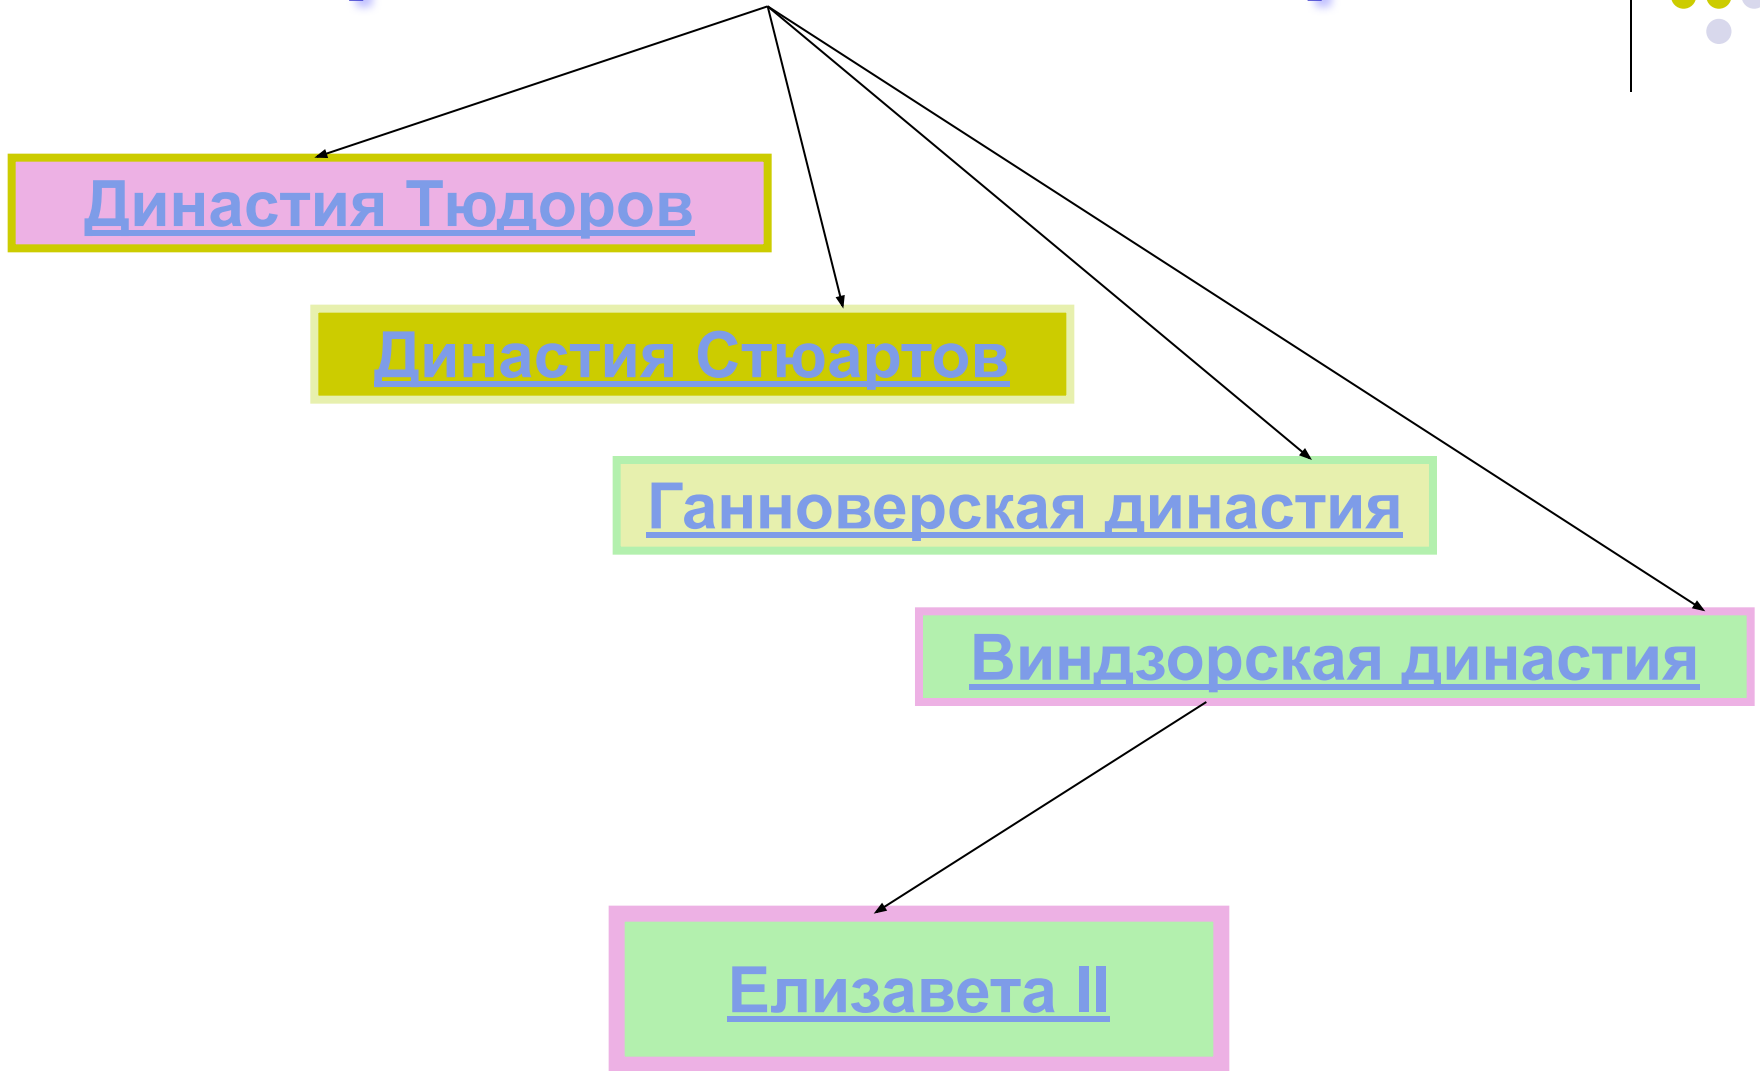 Династия Тюдоров
Династия Стюартов
Ганноверская династия
Виндзорская династия
Елизавета II